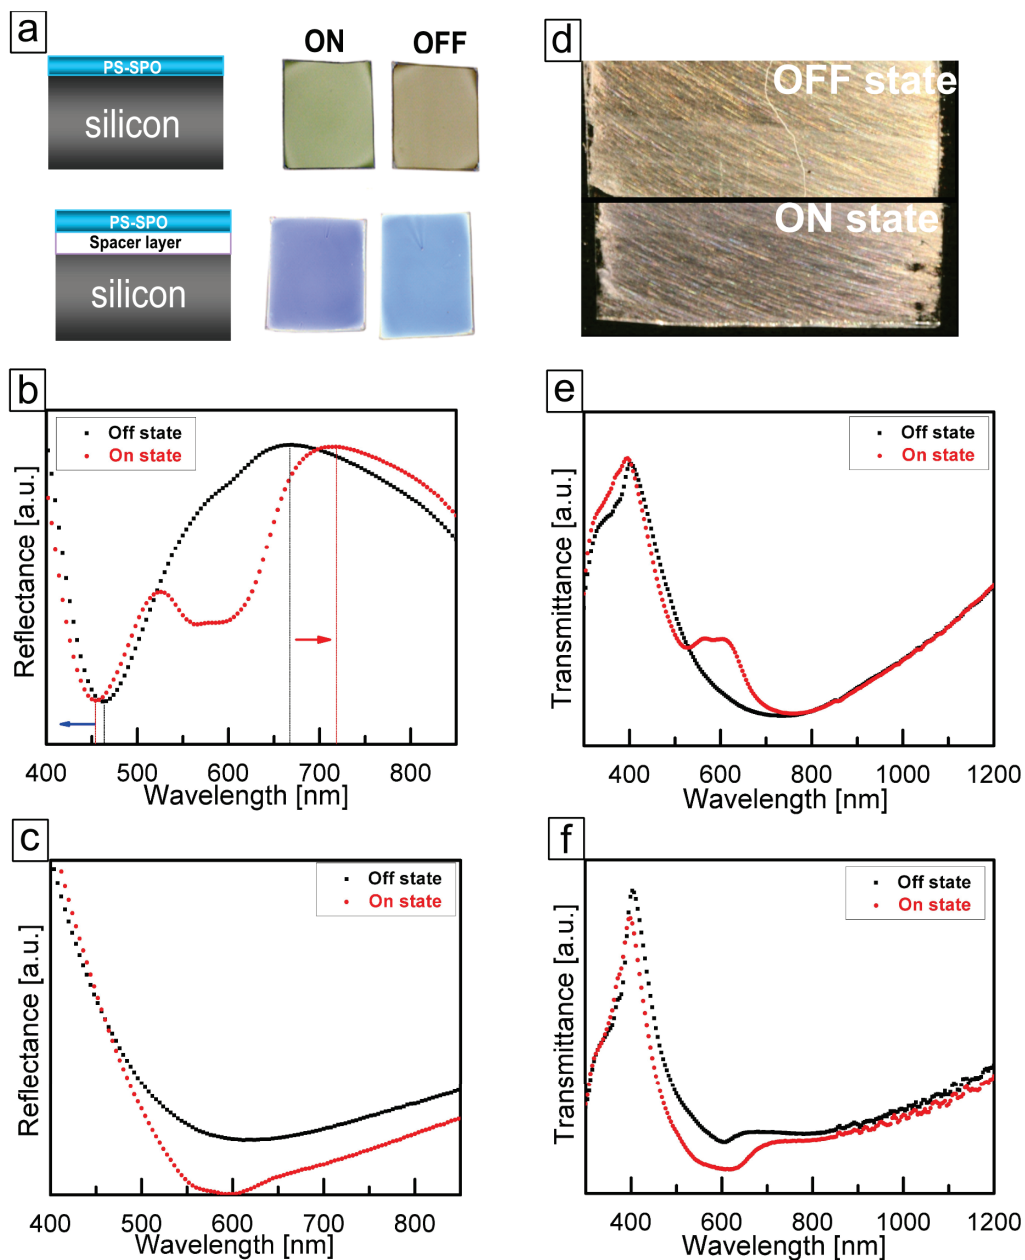 a
ON
OFF
PS-SPO
silicon
PS-SPO
Spacer layer
silicon
d
OFF state
ON state
b
Off state
On state
Reflectance [a.u.]
400
500
600
700
800
Wavelength [nm]
e
Off state
On state
Transmittance [a.u.]
400
600
800
1000
1200
Wavelength [nm]
c
Off state
On state
Reflectance [a.u.]
400
500
600
700
800
Wavelength [nm]
f
Off state
On state
Transmittance [a.u.]
400
600
800
1000
1200
Wavelength [nm]